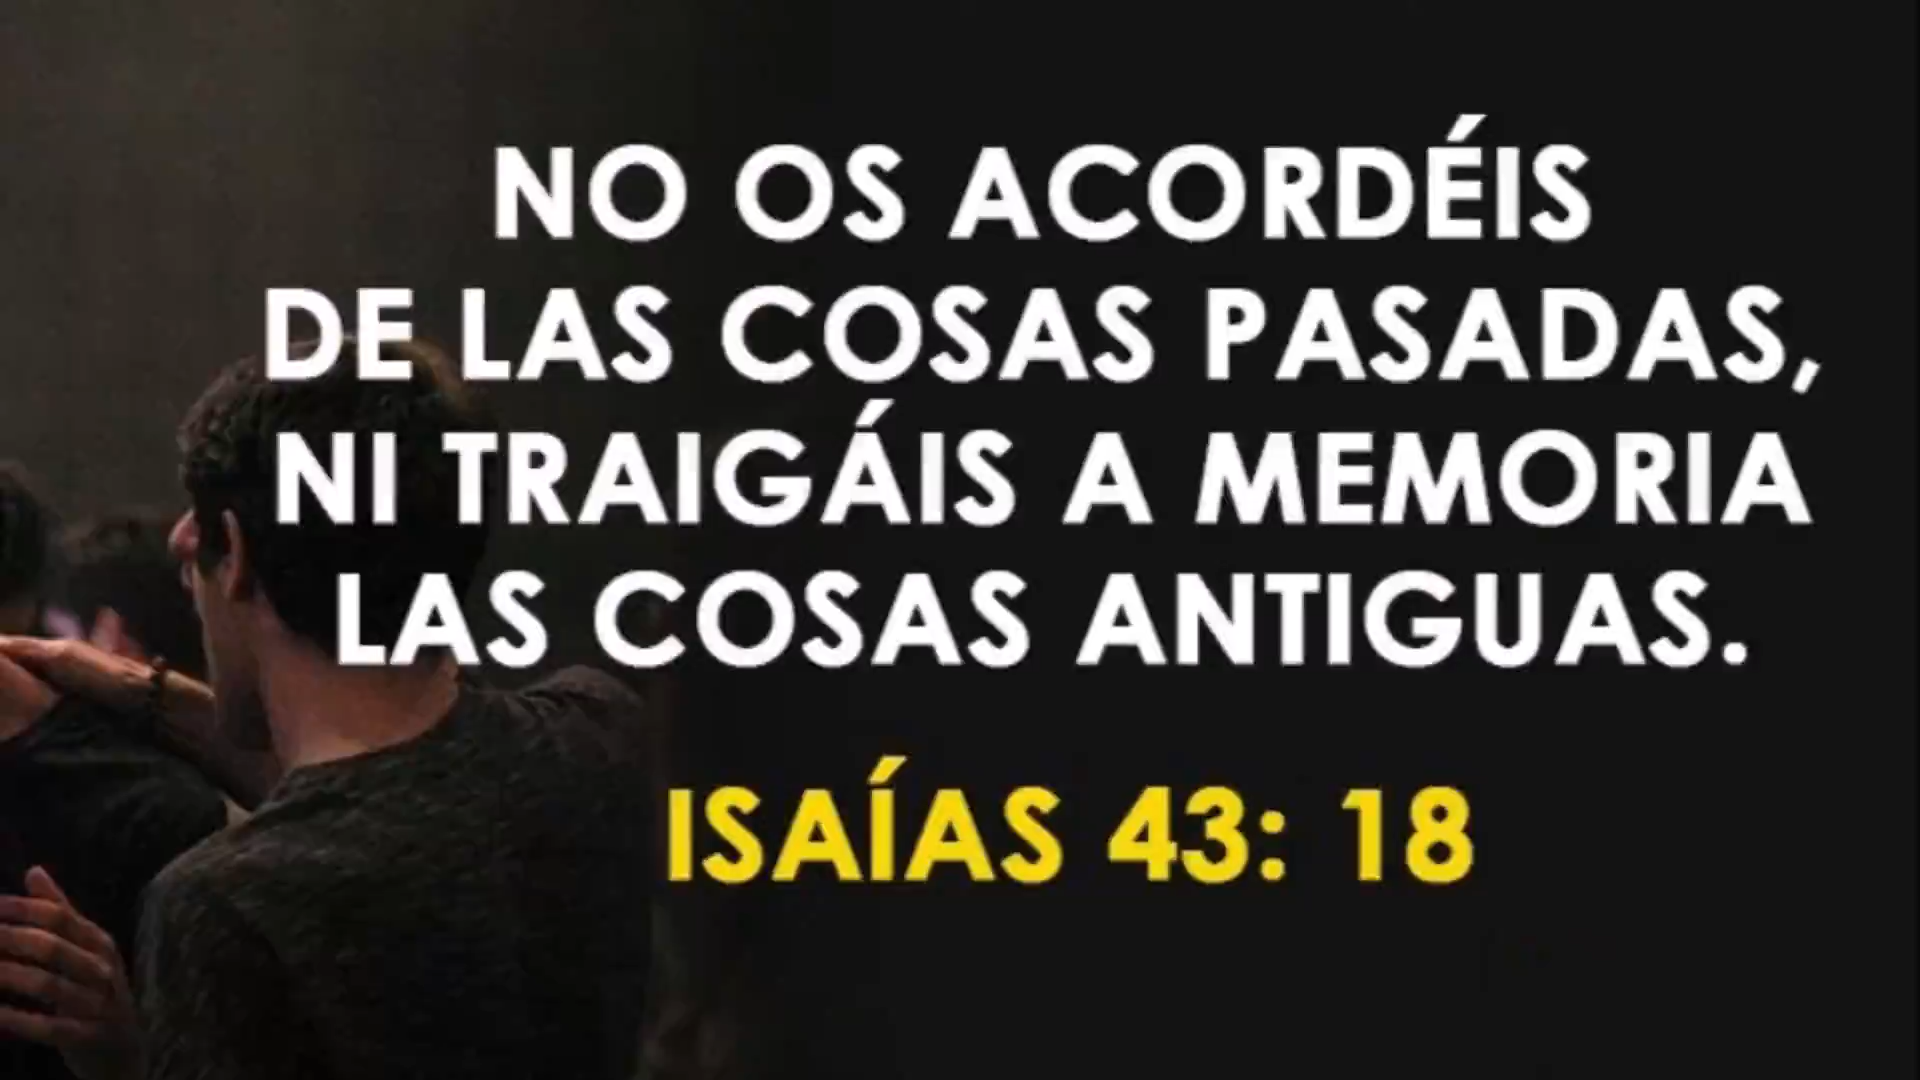 NO OS ACORDÉIS
DE LAS COSAS PASADAS,
NI TRAIGÁIS A MEMORIA
LAS COSAS ANTIGUAS.
ISAÍAS 43: 18